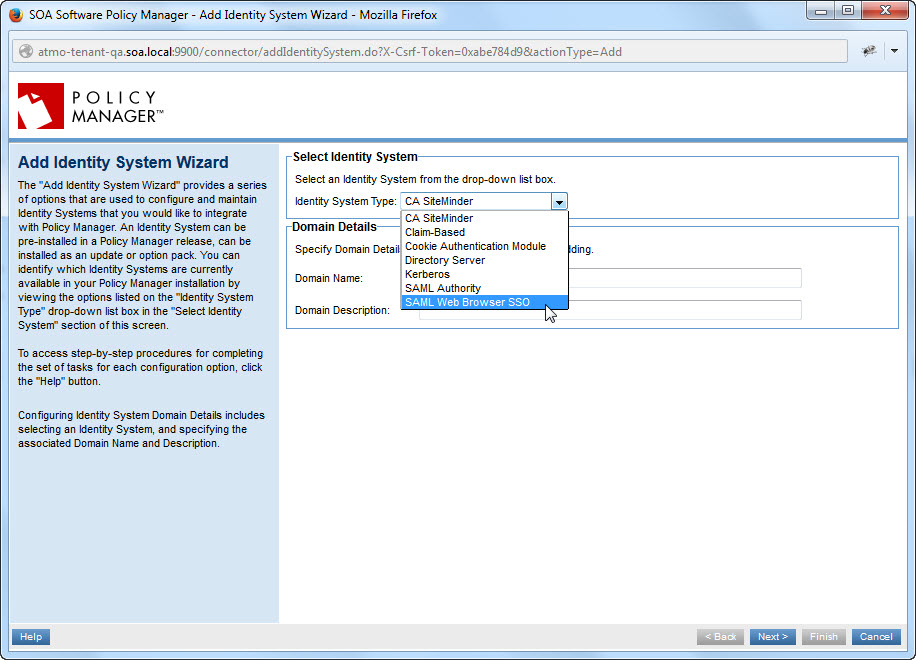 SOA Software Policy Manager - Add Identity System Wizard - Mozilla Firefox
atmo-tenant-qa.soa.local:9900/connector/addIdentitySystem.do?X-Csrf-Token=0xabe784d9&actionType=Add
POLICY
MANAGER™
Add Identity System Wizard
The "Add Identity System Wizard" provides a series
of options that are used to configure and maintain
Identity Systems that you would like to integrate
with Policy Manager. An Identity System can be
pre-installed in a Policy Manager release, can be
installed as an update or option pack. You can
identify which Identity Systems are currently
available in your Policy Manager installation by
viewing the options listed on the "Identity System
Type" drop-down list box in the "Select Identity
System" section of this screen.
To access step-by-step procedures for completing
the set of tasks for each configuration option, click
the "Help" button.
Configuring Identity System Domain Details includes
selecting an Identity System, and specifying the
associated Domain Name and Description.
Select Identity System
Select an Identity System from the drop-down list box.
Identity System Type: CA SiteMinder
CA SiteMinder
Claim-Based
Cookie Authentication Module
Directory Server
Kerberos
SAML Authority
SAML Web Browser SSO
Domain Details
Specify Domain Detail dding.
Domain Name:
Domain Description:
Help
< Back
Next >
Finish
Cancel